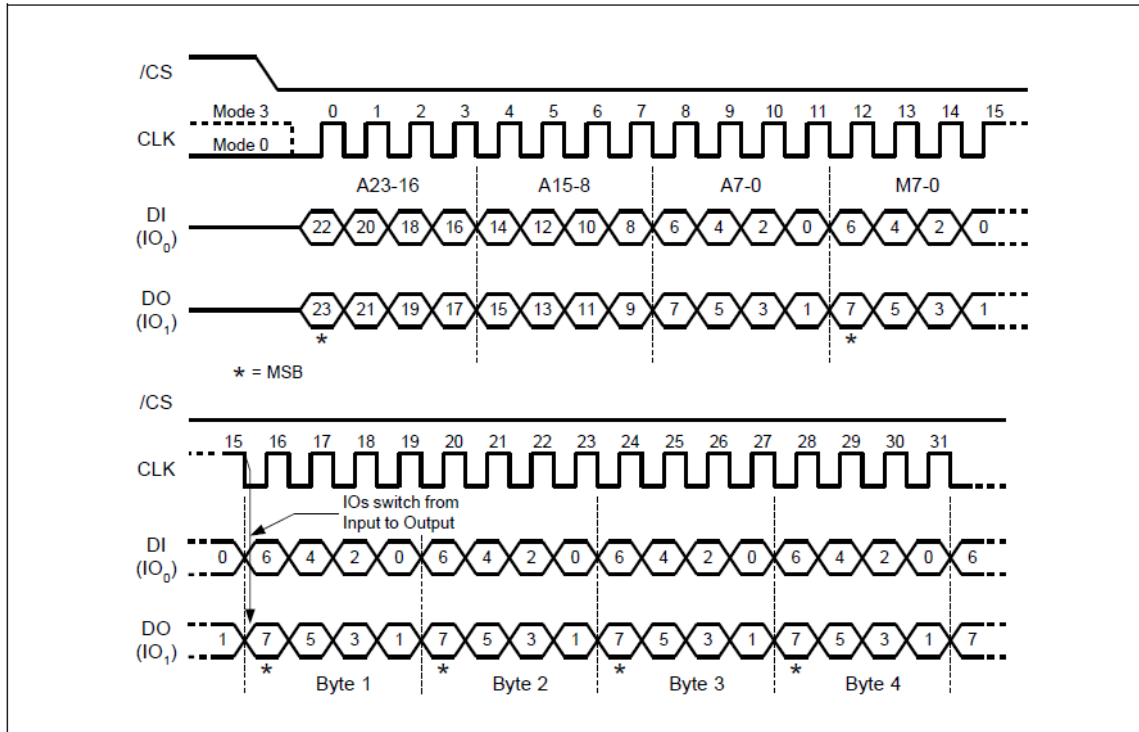 /CS
Mode 3 0 1 2 3 4 5 6 7 8 9 10 11 12 13 14 15
CLK
Mode 0
A23-16 A15-8 A7-0 M7-0
DI
(IO0) 22 20 18 16 14 12 10 8 6 4 2 0 6 4 2 0
DO
(IO1) 23 21 19 17 15 13 11 9 7 5 3 1 7 5 3 1
* *
* = MSB
/CS
15 16 17 18 19 20 21 22 23 24 25 26 27 28 29 30 31
CLK
IOs switch from
Input to Output
DI
(IO0) 0 6 4 2 0 6 4 2 0 6 4 2 0 6 4 2 0 6
DO
(IO1) 1 7 5 3 1 7 5 3 1 7 5 3 1 7 5 3 1 7
* * * *
Byte 1 Byte 2 Byte 3 Byte 4